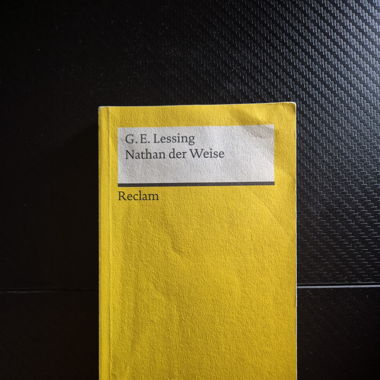 G. E. Lessing
Nathan der Weise
Reclam